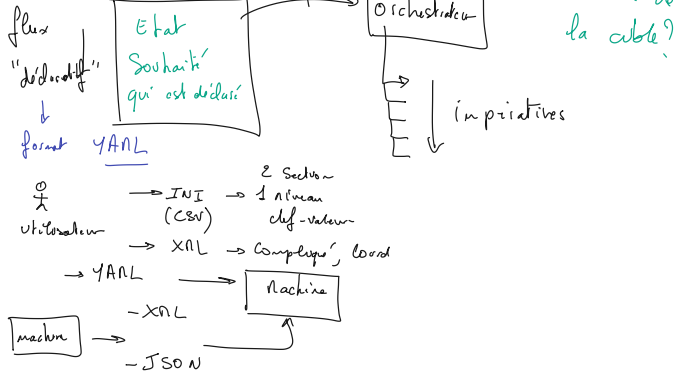 flux
"déclaratif"
format YAML
Etat
Souhaité
qui est déclaré
Orchestrateur
la cible?
impératives
utilisateur
→ INI → 2 Section
(CSV) 1 niveau
clef-valeur
→ XML → Compliqué, lourd
→ YAML → Machine
machine → - XML
- JSON